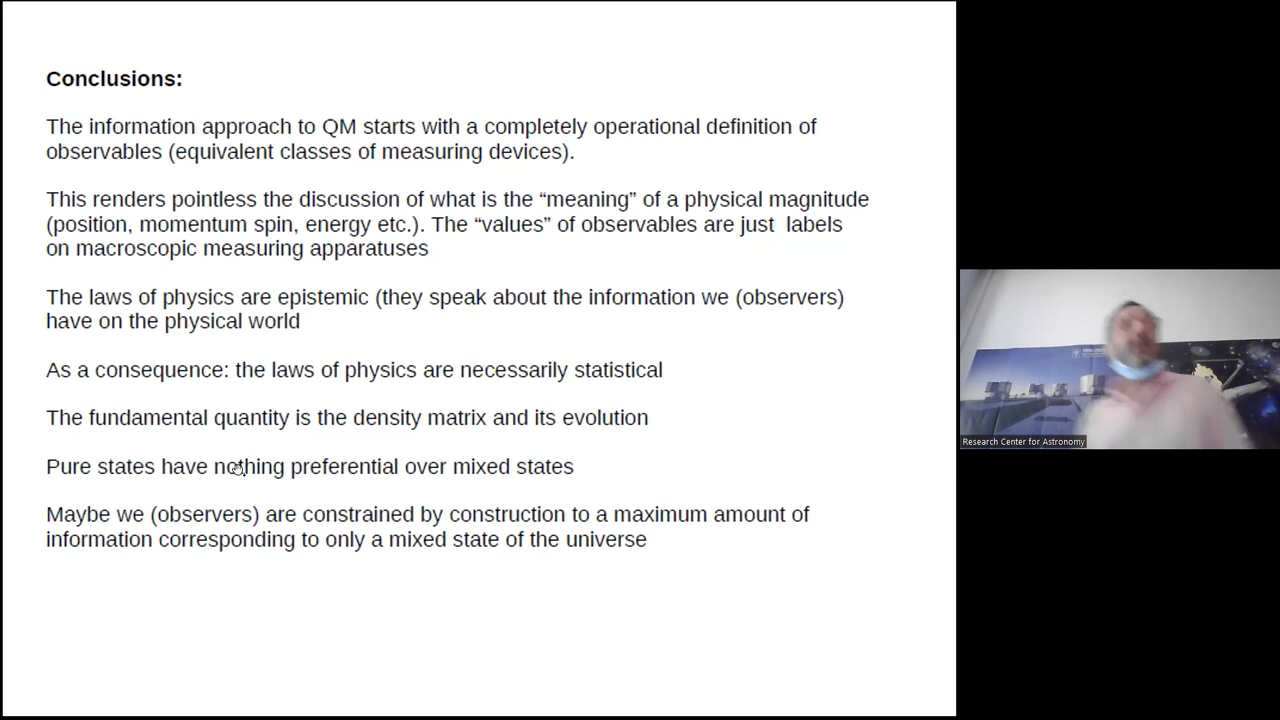 Conclusions:
The information approach to QM starts with a completely operational definition of
observables (equivalent classes of measuring devices).
This renders pointless the discussion of what is the “meaning” of a physical magnitude
(position, momentum spin, energy etc.). The “values” of observables are just  labels
on macroscopic measuring apparatuses
The laws of physics are epistemic (they speak about the information we (observers)
have on the physical world
As a consequence: the laws of physics are necessarily statistical
The fundamental quantity is the density matrix and its evolution
Pure states have nothing preferential over mixed states
Maybe we (observers) are constrained by construction to a maximum amount of
information corresponding to only a mixed state of the universe
Research Center for Astronomy